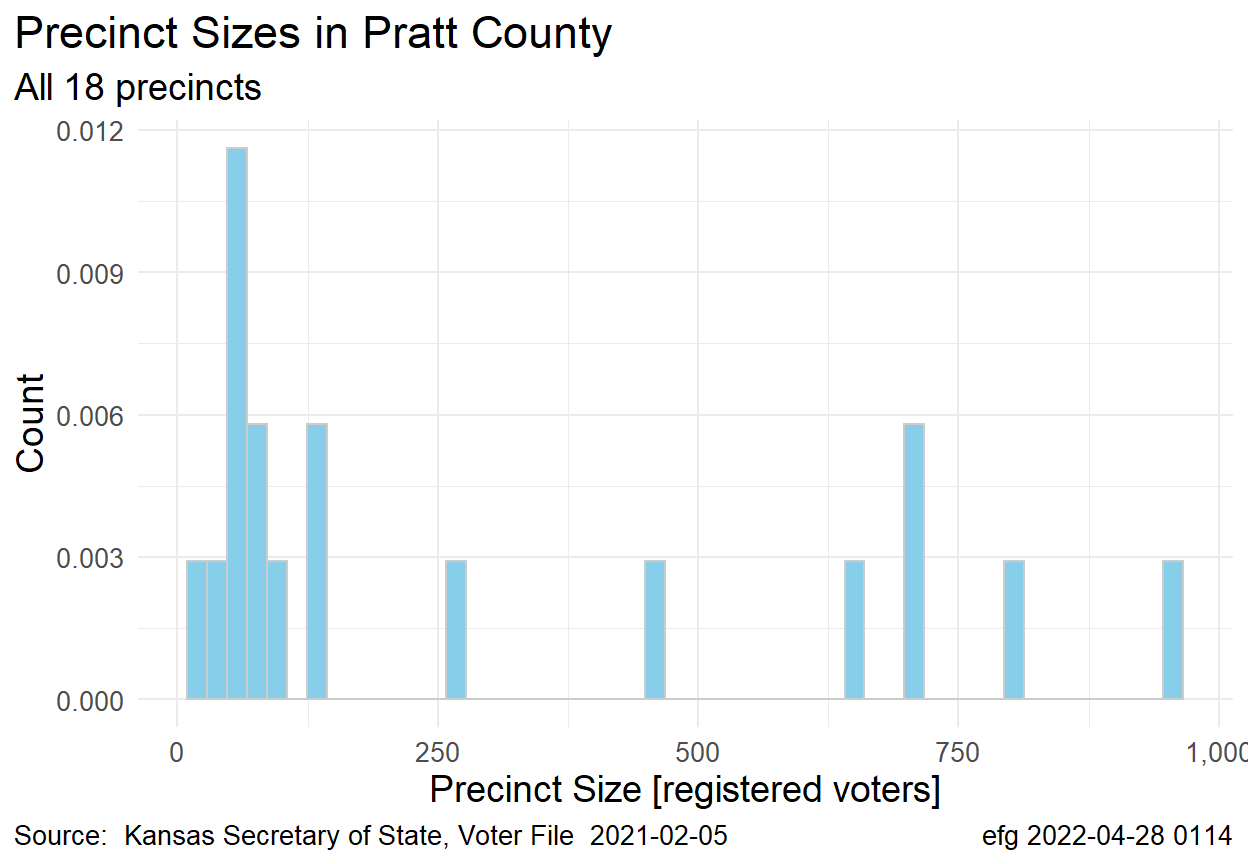 Precinct Sizes in Pratt County
All 18 precincts
0.012
0.009
0.006
0.003
0.000
Count
0
250
500
750
1,000
Precinct Size [registered voters]
Source:  Kansas Secretary of State, Voter File  2021-02-05
efg 2022-04-28 0114